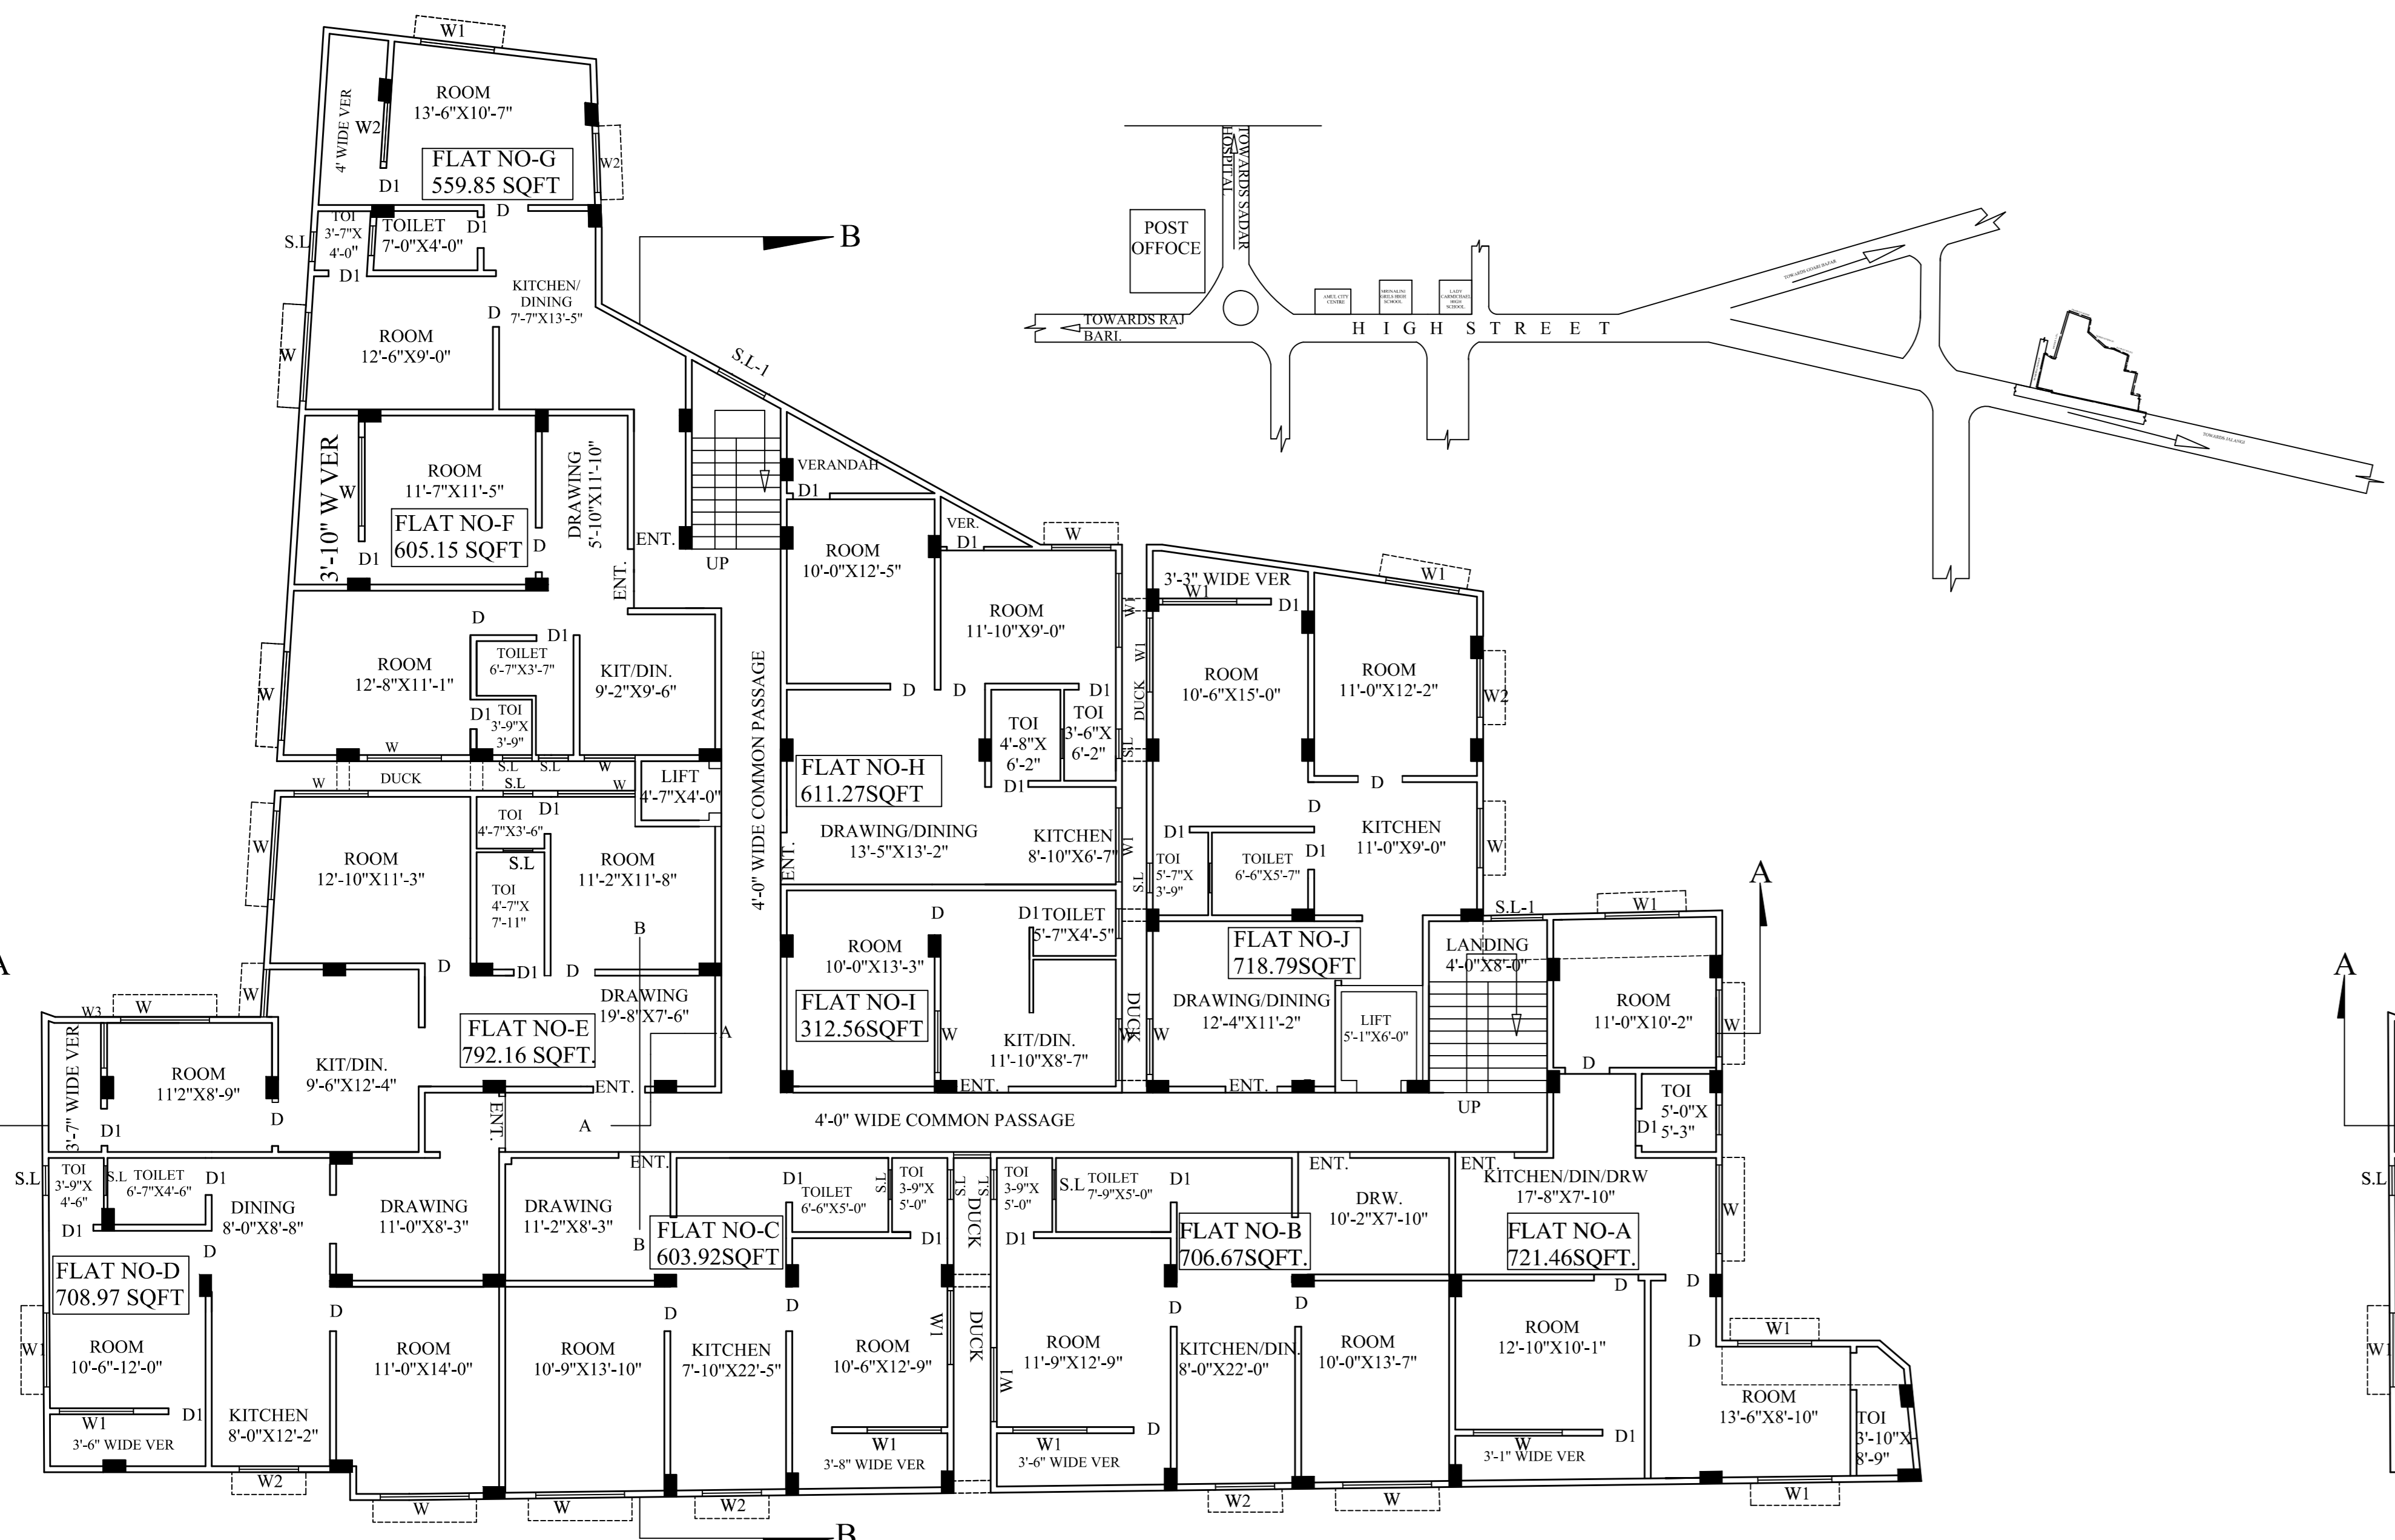 W1
ROOM
13'-6"X10'-7"
4' WIDE VER
W2
W2
FLAT NO-G
559.85 SQFT
D1
D
TOI
3'-7"X
4'-0"
TOILET
7'-0"X4'-0"
D1
S.L
D1
KITCHEN/
DINING
7'-7"X13'-5"
D
ROOM
12'-6"X9'-0"
W
B
S.L-1
3'-10" W VER
W
ROOM
11'-7"X11'-5"
FLAT NO-F
605.15 SQFT
D1
D
DRAWING
5'-10"X11'-10"
ENT.
ENT.
UP
D
ROOM
12'-8"X11'-1"
W
W
TOILET
6'-7"X3'-7"
D1
D1
TOI
3'-9"X
3'-9"
KIT/DIN.
9'-2"X9'-6"
S.L
S.L
W
W
DUCK
S.L
W
LIFT
4'-7"X4'-0"
4'-0" WIDE COMMON PASSAGE
VERANDAH
D1
ROOM
10'-0"X12'-5"
VER.
D1
W
ROOM
11'-10"X9'-0"
W1
D
D
D1
TOI
4'-8"X
6'-2"
TOI
3'-6"X
6'-2"
D1
FLAT NO-H
611.27SQFT
DRAWING/DINING
13'-5"X13'-2"
KITCHEN
8'-10"X6'-7"
W1
ENT.
DUCK
W1
S.L
S.L
3'-3" WIDE VER
W1
D1
W1
ROOM
10'-6"X15'-0"
ROOM
11'-0"X12'-2"
W2
D
D
KITCHEN
11'-0"X9'-0"
W
D1
TOI
5'-7"X
3'-9"
TOILET
6'-6"X5'-7"
D1
FLAT NO-J
718.79SQFT
DRAWING/DINING
12'-4"X11'-2"
W
ENT.
LIFT
5'-1"X6'-0"
S.L-1
LANDING
4'-0"X8'-0"
UP
W
ROOM
12'-10"X11'-3"
TOI
4'-7"X3'-6"
D1
S.L
TOI
4'-7"X
7'-11"
ROOM
11'-2"X11'-8"
D
D1
D
B
DRAWING
19'-8"X7'-6"
A
FLAT NO-E
792.16 SQFT.
W
W
W3
3'-7" WIDE VER
ROOM
11'2"X8'-9"
KIT/DIN.
9'-6"X12'-4"
D1
D
ENT.
ENT.
A
D
ROOM
10'-0"X13'-3"
D1
TOILET
5'-7"X4'-5"
FLAT NO-I
312.56SQFT
W
KIT/DIN.
11'-10"X8'-7"
W
DUCK
ENT.
4'-0" WIDE COMMON PASSAGE
W1
ROOM
11'-0"X10'-2"
W
D
A
TOI
5'-0"X
5'-3"
D1
S.L
TOI
3'-9"X
4'-6"
S.L
TOILET
6'-7"X4'-6"
D1
D1
DINING
8'-0"X8'-8"
DRAWING
11'-0"X8'-3"
D
D
FLAT NO-D
708.97 SQFT
ROOM
10'-6"-12'-0"
W1
W1
D1
3'-6" WIDE VER
KITCHEN
8'-0"X12'-2"
W2
ROOM
11'-0"X14'-0"
W
ENT.
DRAWING
11'-2"X8'-3"
B
FLAT NO-C
603.92SQFT
D1
TOILET
6'-6"X5'-0"
S.L
TOI
3-9"X
5'-0"
D1
D
D
ROOM
10'-9"X13'-10"
KITCHEN
7'-10"X22'-5"
ROOM
10'-6"X12'-9"
W1
W1
3'-8" WIDE VER
W
W2
B
S.L
S.L
DUCK
DUCK
TOI
3-9"X
5'-0"
S.L
TOILET
7'-9"X5'-0"
D1
D1
FLAT NO-B
706.67SQFT.
ENT.
DRW.
10'-2"X7'-10"
D
D
ROOM
11'-9"X12'-9"
W1
W1
D
3'-6" WIDE VER
KITCHEN/DIN.
8'-0"X22'-0"
ROOM
10'-0"X13'-7"
W2
W
ENT.
KITCHEN/DIN/DRW
17'-8"X7'-10"
W
FLAT NO-A
721.46SQFT.
D
D
D
ROOM
12'-10"X10'-1"
W
D1
3'-1" WIDE VER
W1
ROOM
13'-6"X8'-10"
TOI
3'-10"X
8'-9"
W1
TOWARDS SADAR
HOSPITAL
POST
OFFOCE
TOWARDS RAJ
BARI.
AMUL CITY
CENTRE
LADY
CARMICHAEL
HIGH
SCHOOL
HIGH STREET
TOWARDS JALANGI
A
S.L
W1
A